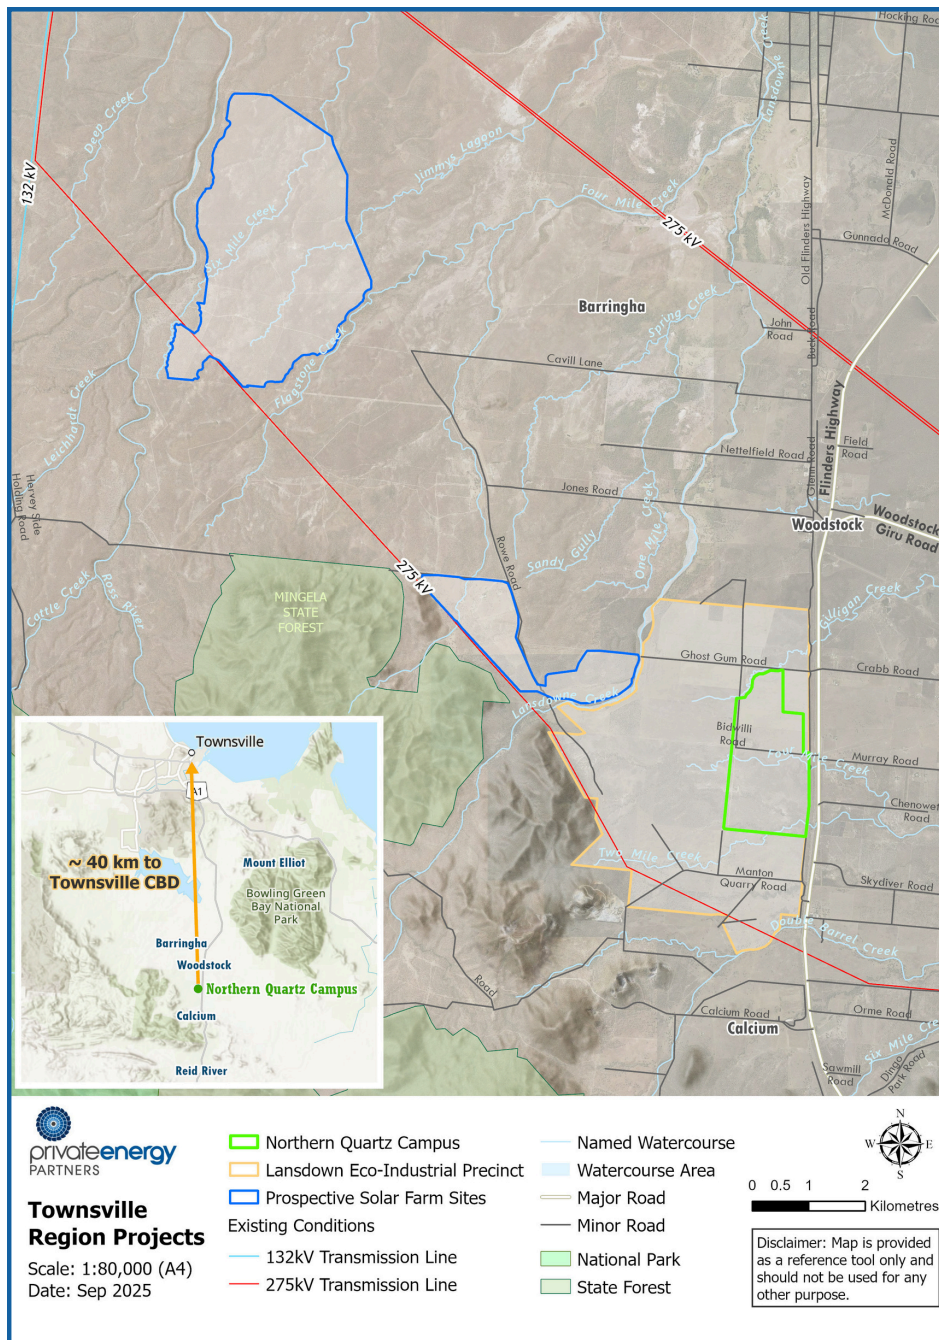 Hocking Road
Deep Creek
Lansdowne Creek
132 kV
Jimmys Lagoon
McDonald Road
Four Mile Creek
Old Flinders Highway
275 kV
Gunnado Road
Six Mile Creek
Barringha
Spring Creek
John
Road
Buck Road
Flagstone Creek
Cavill Lane
Leichhardt Creek
Flinders Highway
Nettelfield Road
Field
Road
Glenn Road
Hervey Side
Holding Road
Jones Road
Woodstock
Woodstock
Giru Road
Rowe Road
Sandy Gully
One Mile Creek
275 kV
Cattle Creek
Ross River
MINGELA
STATE
FOREST
Gilligan Creek
Ghost Gum Road
Crabb Road
Lansdowne Creek
Bidwilli
Road
Four Mile Creek
Murray Road
Chenowet
Road
Two Mile Creek
Manton
Quarry Road
Skydiver Road
Double Barrel Creek
Road
Calcium Road
Calcium
Orme Road
Six Mile Cre
Sawmill
Road
Dingo
Park Road
Townsville
A1
~ 40 km to
Townsville CBD
Mount Elliot
Bowling Green
Bay National
Park
Barringha
Woodstock
Northern Quartz Campus
Calcium
Reid River
privateenergy
PARTNERS
Townsville
Region Projects
Scale: 1:80,000 (A4)
Date: Sep 2025
Northern Quartz Campus
Lansdown Eco-Industrial Precinct
Prospective Solar Farm Sites
Existing Conditions
132kV Transmission Line
275kV Transmission Line
Named Watercourse
Watercourse Area
Major Road
Minor Road
National Park
State Forest
N
W E
S
0 0.5 1 2
Kilometres
Disclaimer: Map is provided
as a reference tool only and
should not be used for any
other purpose.